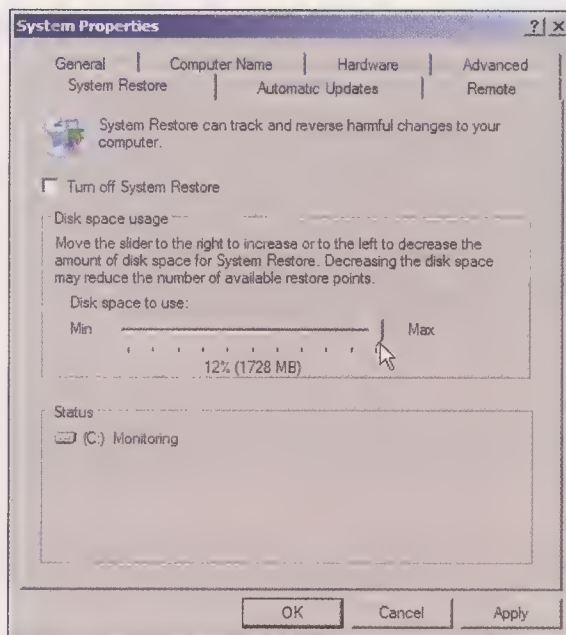 System Properties
? ×
General Computer Name Hardware Advanced
System Restore Automatic Updates Remote
System Restore can track and reverse harmful changes to your
computer.
Turn off System Restore
Disk space usage
Move the slider to the right to increase or to the left to decrease the
amount of disk space for System Restore. Decreasing the disk space
may reduce the number of available restore points.
Disk space to use:
Min Max
12% (1728 MB)
Status
(C:) Monitoring
OK Cancel Apply